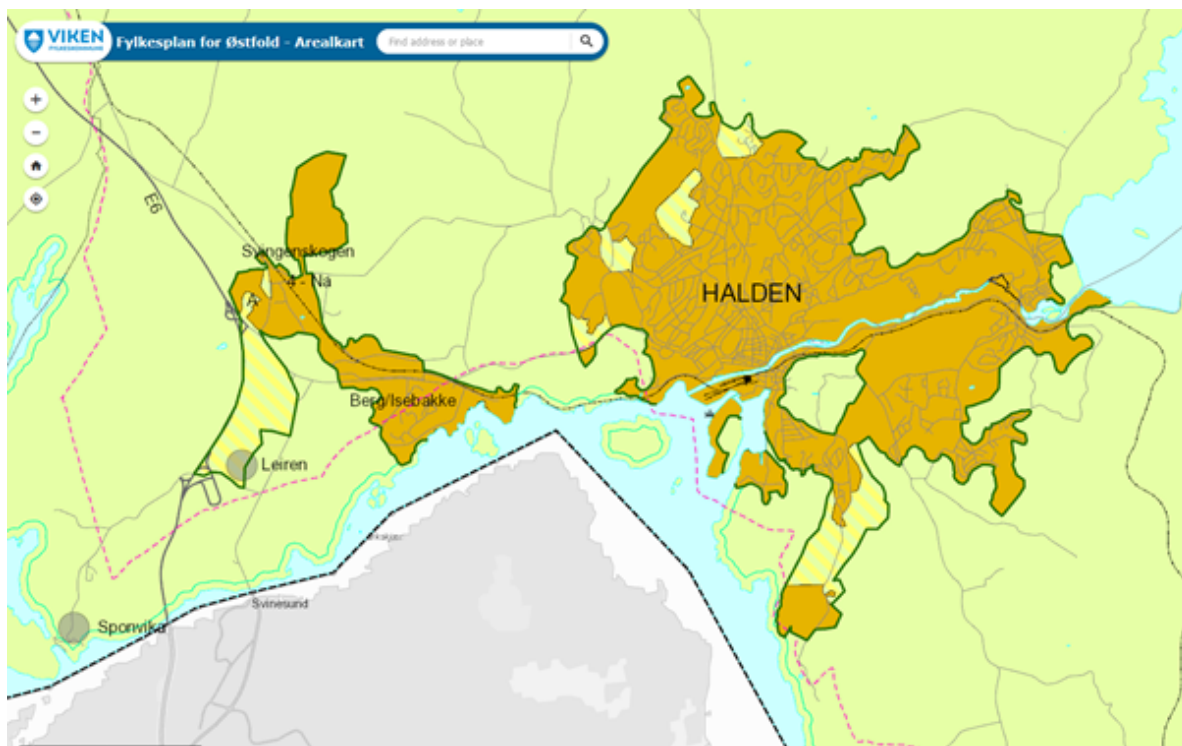 VIKEN
FYLKESKOMMUNE
Fylkesplan for Østfold - Arealkart
Find address or place
E6
Svingenskogen
4 - Na
A
HALDEN
Berg/Isebakke
Leiren
Svinesund
Sponvika